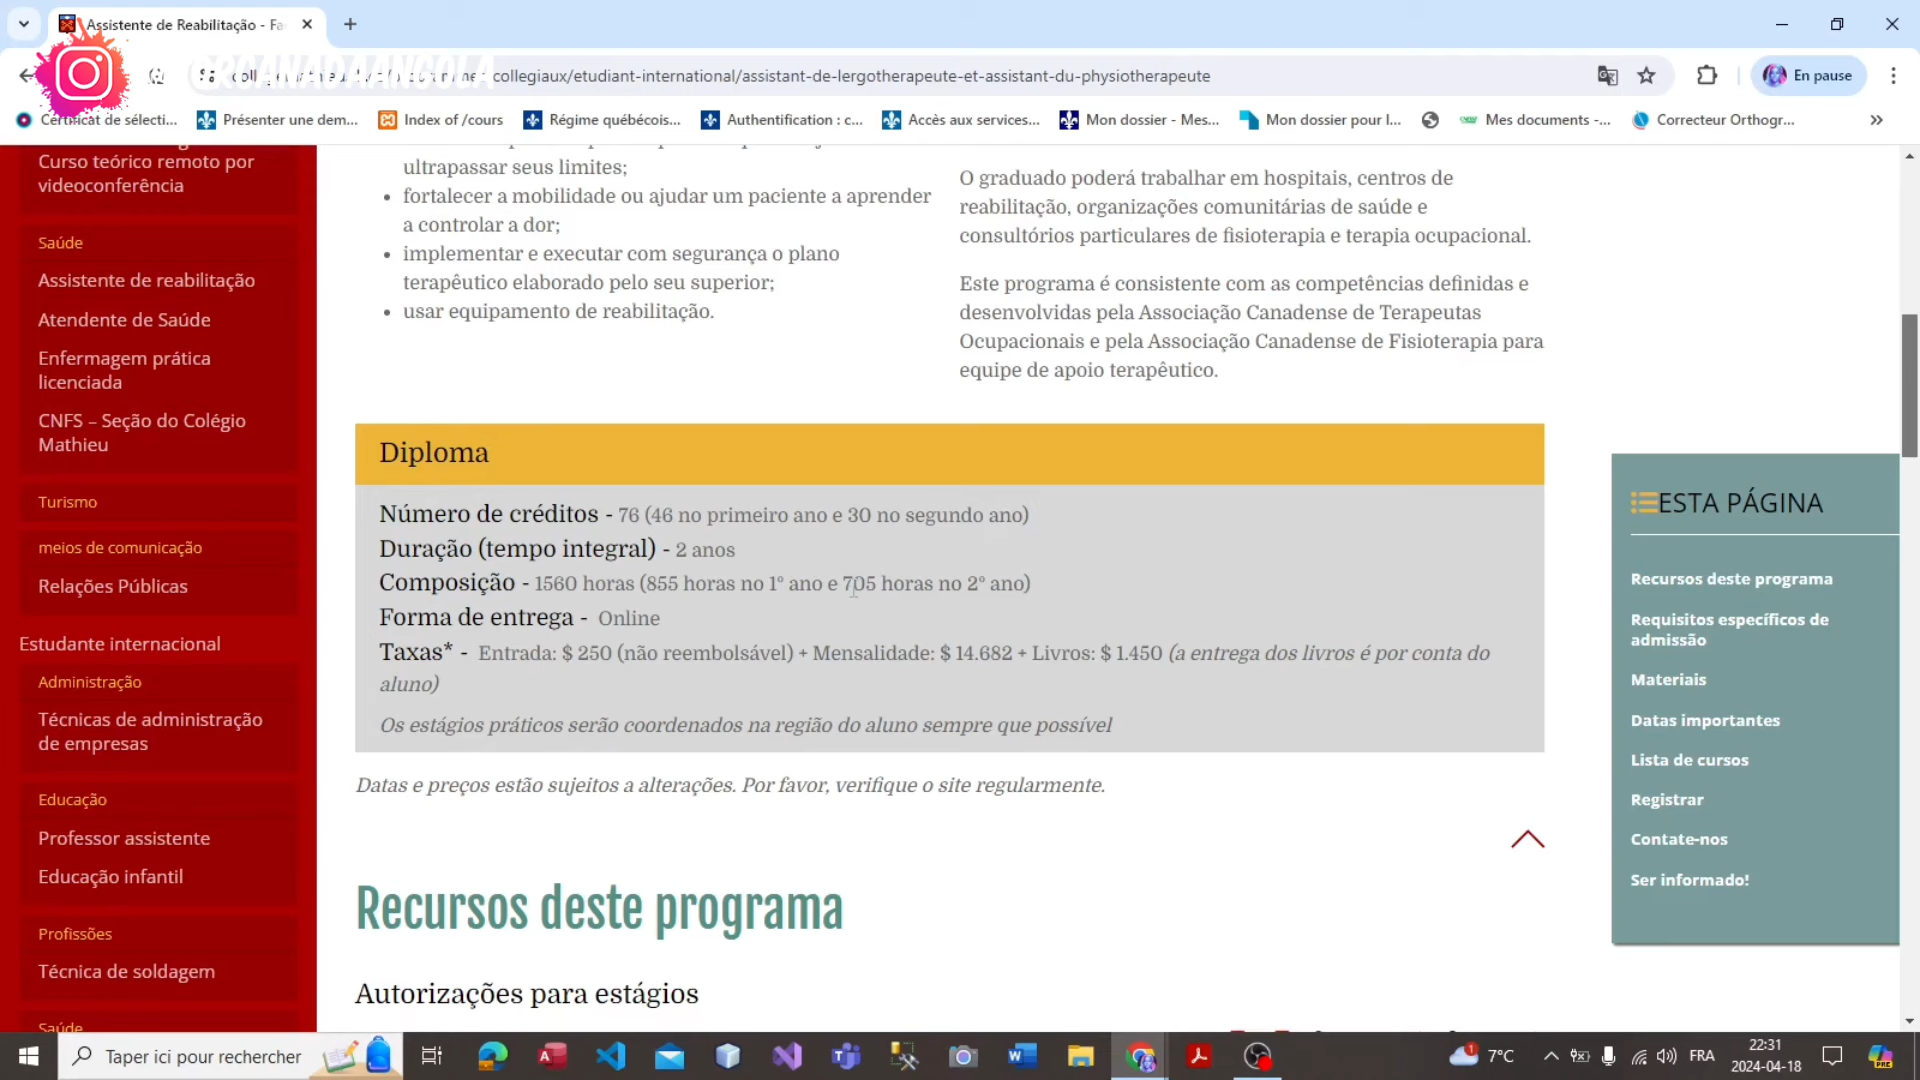 Assistente de Reabilitação - Fa
@RCANADAANGOLA
collegiaux/etudiant-international/assistant-de-lergotherapeute-et-assistant-du-physiotherapeute
En pause
Certificat de sélecti...
Présenter une dem...
Index of /cours
Régime québécois...
Authentification : c...
Accès aux services...
Mon dossier - Mes...
Mon dossier pour l...
Mes documents -...
Correcteur Orthogr...
Curso teórico remoto por
videoconferência
Saúde
Assistente de reabilitação
Atendente de Saúde
Enfermagem prática
licenciada
CNFS – Seção do Colégio
Mathieu
Turismo
meios de comunicação
Relações Públicas
Estudante internacional
Administração
Técnicas de administração
de empresas
Educação
Professor assistente
Educação infantil
Profissões
Técnica de soldagem
Saúde
ultrapassar seus limites;
fortalecer a mobilidade ou ajudar um paciente a aprender
a controlar a dor;
implementar e executar com segurança o plano
terapêutico elaborado pelo seu superior;
usar equipamento de reabilitação.
O graduado poderá trabalhar em hospitais, centros de
reabilitação, organizações comunitárias de saúde e
consultórios particulares de fisioterapia e terapia ocupacional.
Este programa é consistente com as competências definidas e
desenvolvidas pela Associação Canadense de Terapeutas
Ocupacionais e pela Associação Canadense de Fisioterapia para
equipe de apoio terapêutico.
Diploma
Número de créditos - 76 (46 no primeiro ano e 30 no segundo ano)
Duração (tempo integral) - 2 anos
Composição - 1560 horas (855 horas no 1º ano e 705 horas no 2º ano)
Forma de entrega - Online
Taxas* - Entrada: $ 250 (não reembolsável) + Mensalidade: $ 14.682 + Livros: $ 1.450 (a entrega dos livros é por conta do
aluno)
Os estágios práticos serão coordenados na região do aluno sempre que possível
Datas e preços estão sujeitos a alterações. Por favor, verifique o site regularmente.
Recursos deste programa
Autorizações para estágios
ESTA PÁGINA
Recursos deste programa
Requisitos específicos de
admissão
Materiais
Datas importantes
Lista de cursos
Registrar
Contate-nos
Ser informado!
Taper ici pour rechercher
7°C
FRA
22:31
2024-04-18